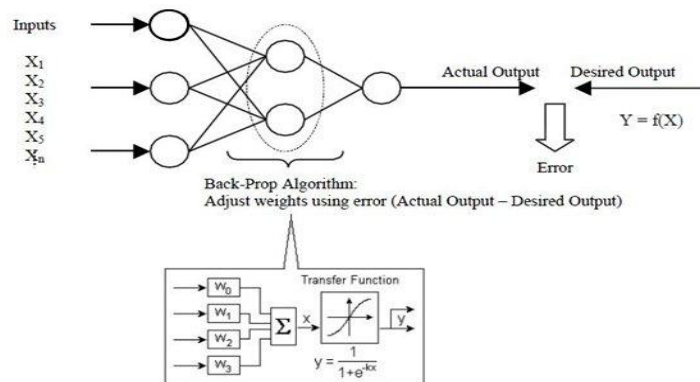 Inputs
X1
X2
X3
X4
X5
Xn
Actual Output
Desired Output
Y = f(X)
Error
Back-Prop Algorithm:
Adjust weights using error (Actual Output – Desired Output)
Transfer Function
W0
W1
W2
W3
Σ
x
y
y = 1/1+e^-kx